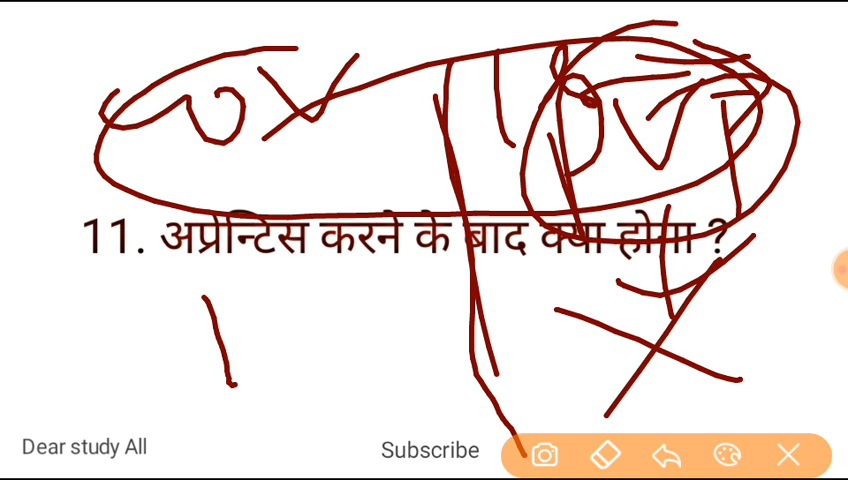 11. अप्रेन्टिस करने के बाद क्या होगा ?
Dear study All
Subscribe